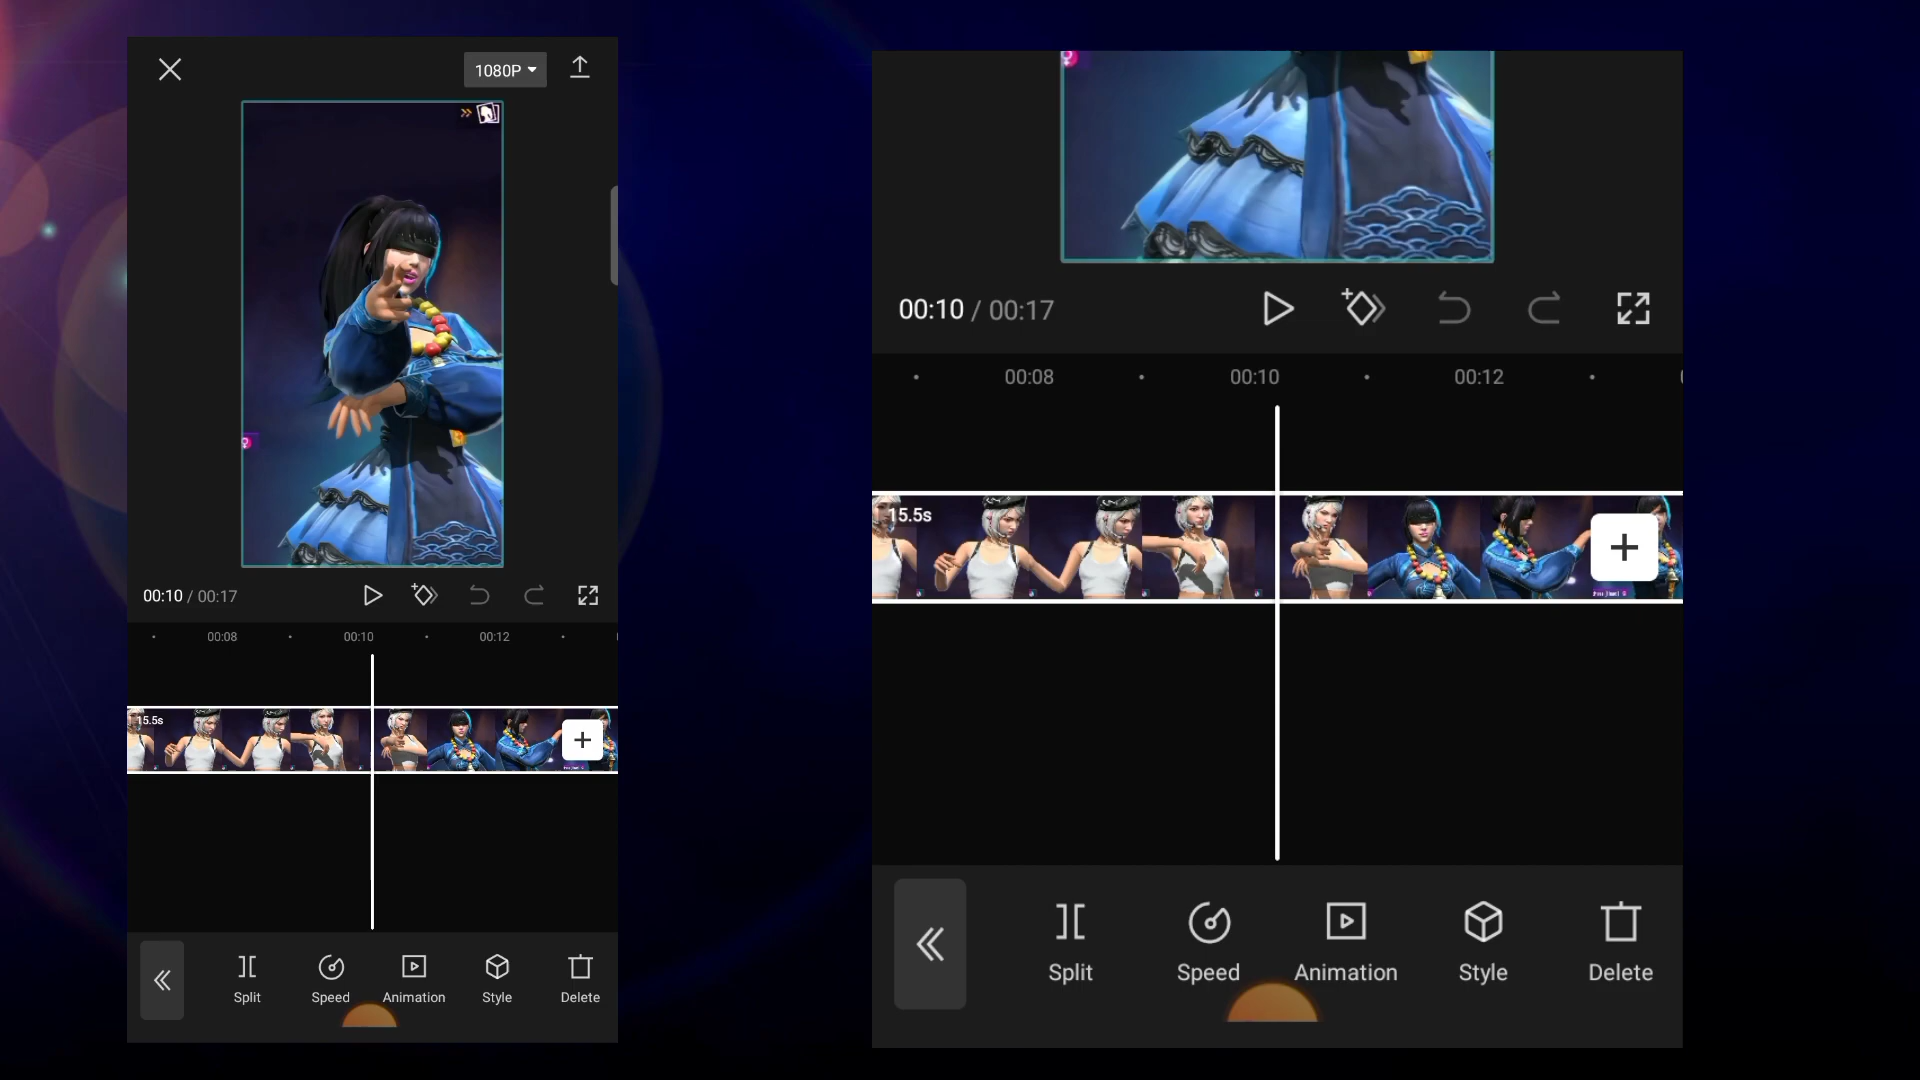 1080P
00:10 / 00:17
00:08 00:10 00:12
15.5s
Split Speed Animation Style Delete
00:10 / 00:17
00:08 00:10 00:12
15.5s
Split Speed Animation Style Delete